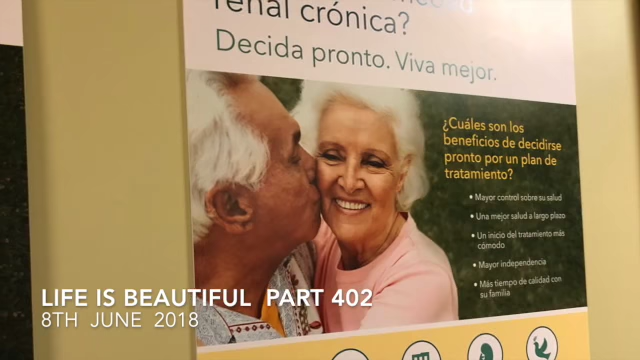 renal crónica?
Decida pronto. Viva mejor.
¿Cuáles son los
beneficios de decidirse
pronto por un plan de
tratamiento?
• Mayor control sobre su salud
• Una mejor salud a largo plazo
• Un inicio del tratamiento más
cómodo
• Mayor independencia
• Más tiempo de calidad con
su familia
LIFE IS BEAUTIFUL PART 402
8TH JUNE 2018